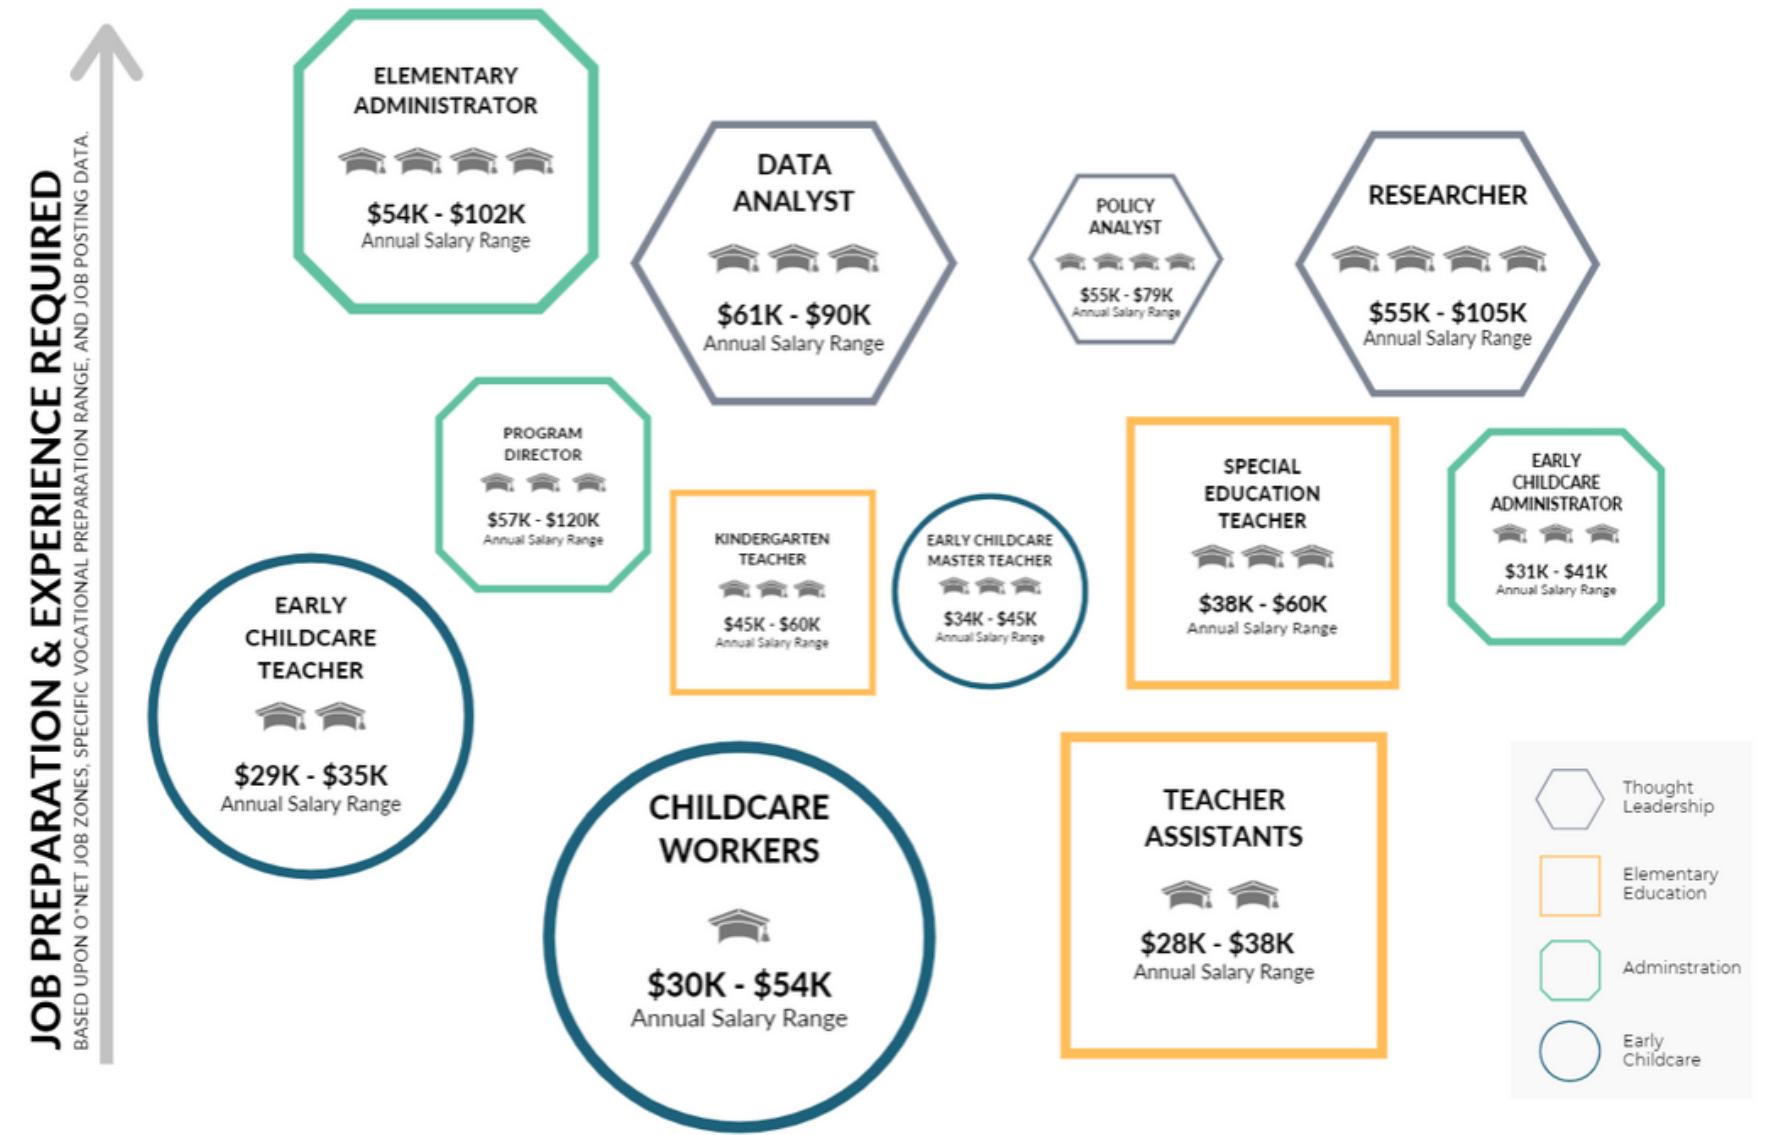 JOB PREPARATION & EXPERIENCE REQUIRED
BASED UPON O*NET JOB ZONES, SPECIFIC VOCATIONAL PREPARATION RANGE, AND JOB POSTING DATA.
ELEMENTARY
ADMINISTRATOR
$54K - $102K
Annual Salary Range
DATA
ANALYST
$61K - $90K
Annual Salary Range
POLICY
ANALYST
$55K - $79K
Annual Salary Range
RESEARCHER
$55K - $105K
Annual Salary Range
PROGRAM
DIRECTOR
$57K - $120K
Annual Salary Range
KINDERGARTEN
TEACHER
$45K - $60K
Annual Salary Range
EARLY CHILDCARE
MASTER TEACHER
$34K - $45K
Annual Salary Range
SPECIAL
EDUCATION
TEACHER
$38K - $60K
Annual Salary Range
EARLY
CHILDCARE
ADMINISTRATOR
$31K - $41K
Annual Salary Range
EARLY
CHILDCARE
TEACHER
$29K - $35K
Annual Salary Range
CHILDCARE
WORKERS
$30K - $54K
Annual Salary Range
TEACHER
ASSISTANTS
$28K - $38K
Annual Salary Range
Thought
Leadership
Elementary
Education
Adminstration
Early
Childcare